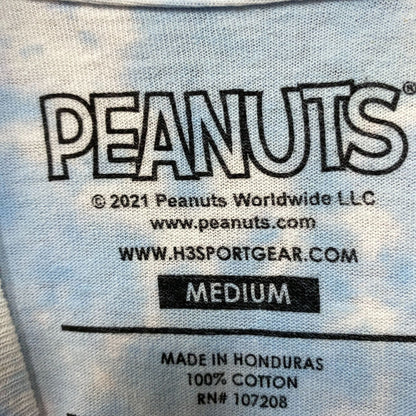 PEANUTS®
© 2021 Peanuts Worldwide LLC
www.peanuts.com
WWW.H3SPORTGEAR.COM
MEDIUM
MADE IN HONDURAS
100% COTTON
RN# 107208